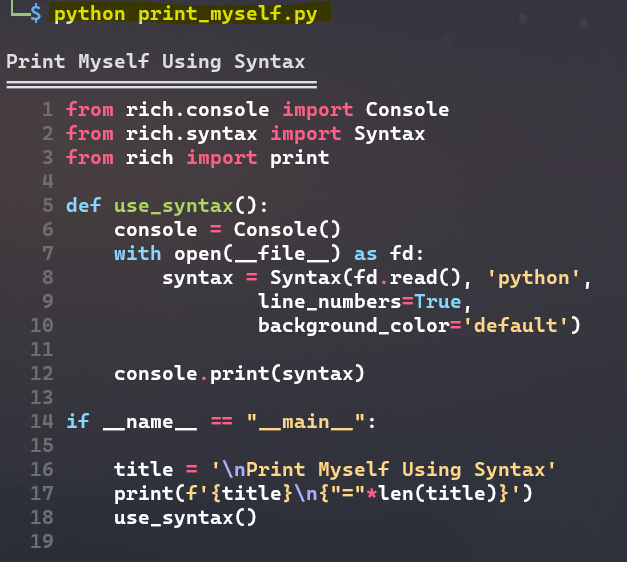 └─$ python print_myself.py
Print Myself Using Syntax
==========================
1 from rich.console import Console
2 from rich.syntax import Syntax
3 from rich import print
4
5 def use_syntax():
6     console = Console()
7     with open(__file__) as fd:
8         syntax = Syntax(fd.read(), 'python',
9                 line_numbers=True,
10                 background_color='default')
11
12     console.print(syntax)
13
14 if __name__ == "__main__":
15
16     title = '\nPrint Myself Using Syntax'
17     print(f'{title}\n{"="*len(title)}')
18     use_syntax()
19